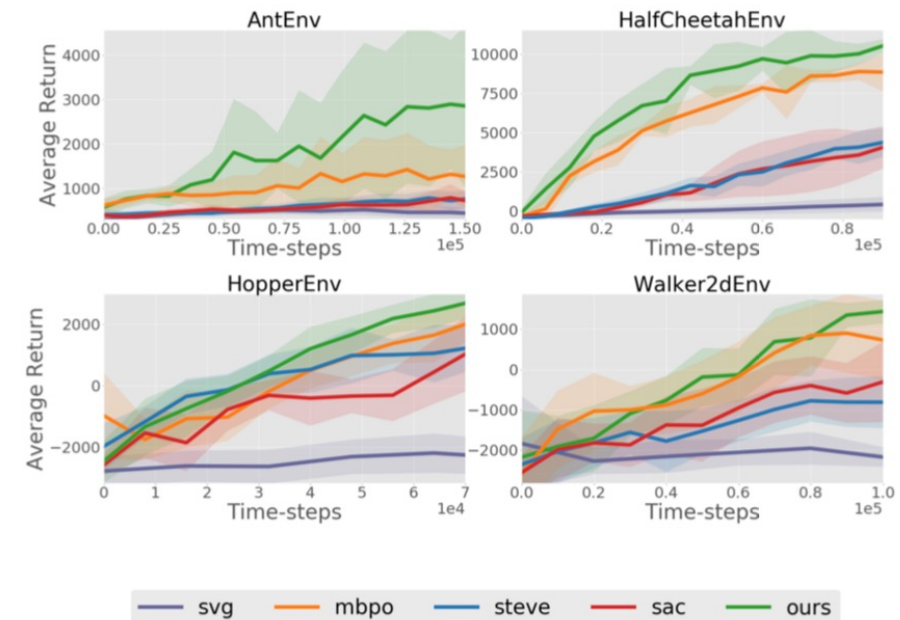 AntEnv HalfCheetahEnv
Average Return
4000
3000
2000
1000
0.00 0.25 0.50 0.75 1.00 1.25 1.50
Time-steps
1e5
10000
7500
5000
2500
0
0.0 0.2 0.4 0.6 0.8
Time-steps
1e5
HopperEnv Walker2dEnv
Average Return
2000
0
−2000
0 1 2 3 4 5 6 7
Time-steps
1e4
1000
0
−1000
−2000
0.0 0.2 0.4 0.6 0.8 1.0
Time-steps
1e5
svg mbpo steve sac ours